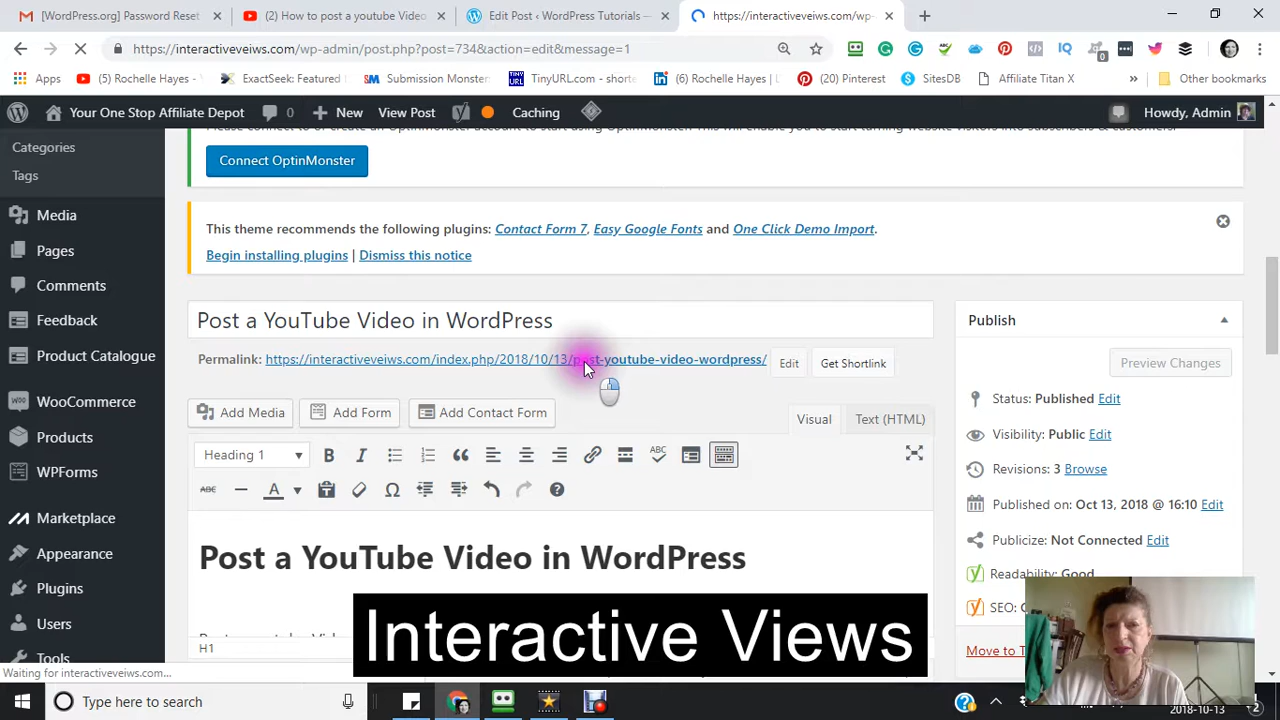 [WordPress.org] Password Reset
(2) How to post a youtube Video
Edit Post ‹ WordPress Tutorials —
https://interactiveveiws.com/wp-
https://interactiveveiws.com/wp-admin/post.php?post=734&action=edit&message=1
Apps
(5) Rochelle Hayes - Y
ExactSeek: Featured L
Submission Monster
TinyURL.com - shorte
(6) Rochelle Hayes |
(20) Pinterest
SitesDB
Affiliate Titan X
»
Other bookmarks
Your One Stop Affiliate Depot
New
View Post
Caching
Howdy, Admin
Categories
Connect OptinMonster
Tags
Media
Pages
This theme recommends the following plugins: Contact Form 7, Easy Google Fonts and One Click Demo Import.
Begin installing plugins | Dismiss this notice
Comments
Feedback
Product Catalogue
WooCommerce
Products
WPForms
Marketplace
Appearance
Plugins
Users
Tools
Post a YouTube Video in WordPress
Permalink: https://interactiveveiws.com/index.php/2018/10/13/post-youtube-video-wordpress/
Edit
Get Shortlink
Add Media
Add Form
Add Contact Form
Visual
Text (HTML)
Heading 1
Post a YouTube Video in WordPress
H1
Publish
Preview Changes
Status: Published Edit
Visibility: Public Edit
Revisions: 3 Browse
Published on: Oct 13, 2018 @ 16:10 Edit
Publicize: Not Connected Edit
Readability: Good
SEO:
Move to T
Interactive Views
Waiting for interactiveveiws.com...
Type here to search
2018-10-13